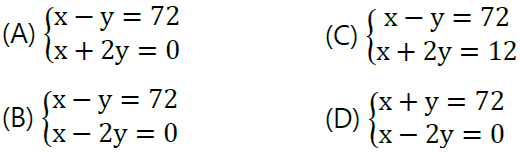 (A) {x − y = 72
x + 2y = 0
(B) {x − y = 72
x − 2y = 0
(C) {x − y = 72
x + 2y = 12
(D) {x + y = 72
x − 2y = 0